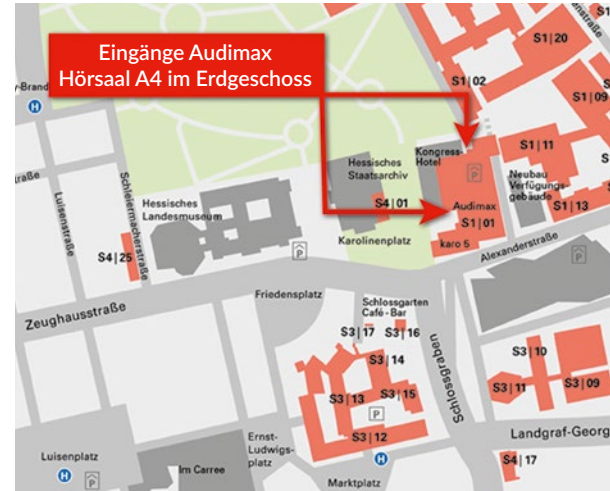 Eingänge Audimax
Hörsaal A4 im Erdgeschoss
S1|20
S1|02
S1|09
S1|11
S1|13
Kongress-
Hotel
P
Hessisches
Staatsarchiv
S4|01
Audimax
S1|01
karo 5
Neubau
Verfügungs-
gebäude
Karolinenplatz
Alexanderstraße
H
Luisenstraße
Schleiermacherstraße
Hessisches
Landesmuseum
S4|25
P
Zeughausstraße
Friedensplatz
Schlossgarten
Café-Bar
S3|17
S3|16
S3|14
S3|13
S3|15
P
S3|12
Schlossgraben
S3|10
S3|11
S3|09
P
Landgraf-Georg
S4|17
Ernst-
Ludwigs-
platz
Luisenplatz
H
P
Im Carree
H
Marktplatz